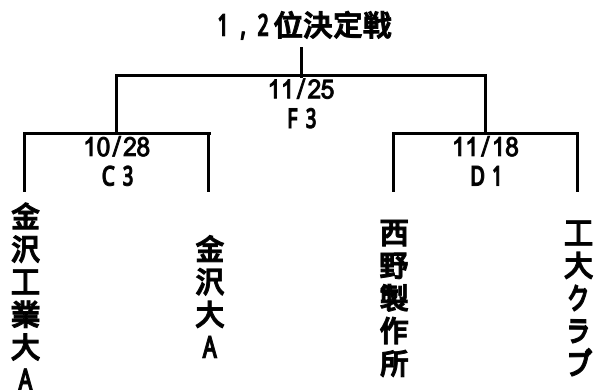 1,2位決定戦
11/25
F3
10/28
C3
11/18
D1
金沢工業大A
金沢大A
西野製作所
工大クラブ